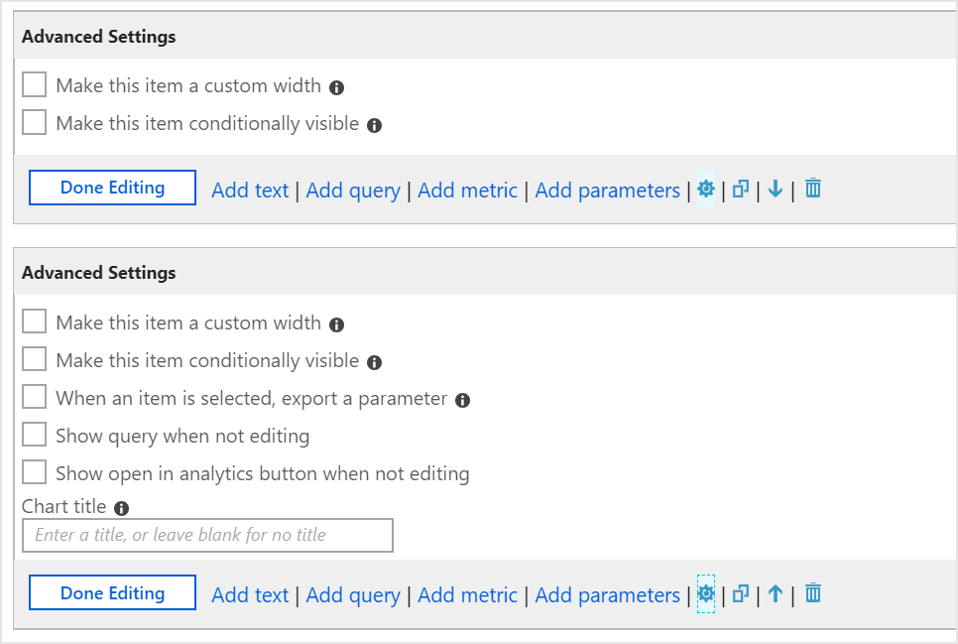 Advanced Settings
Make this item a custom width
Make this item conditionally visible
Done Editing Add text | Add query | Add metric | Add parameters | | | |
Advanced Settings
Make this item a custom width
Make this item conditionally visible
When an item is selected, export a parameter
Show query when not editing
Show open in analytics button when not editing
Chart title
Enter a title, or leave blank for no title
Done Editing Add text | Add query | Add metric | Add parameters | | | |